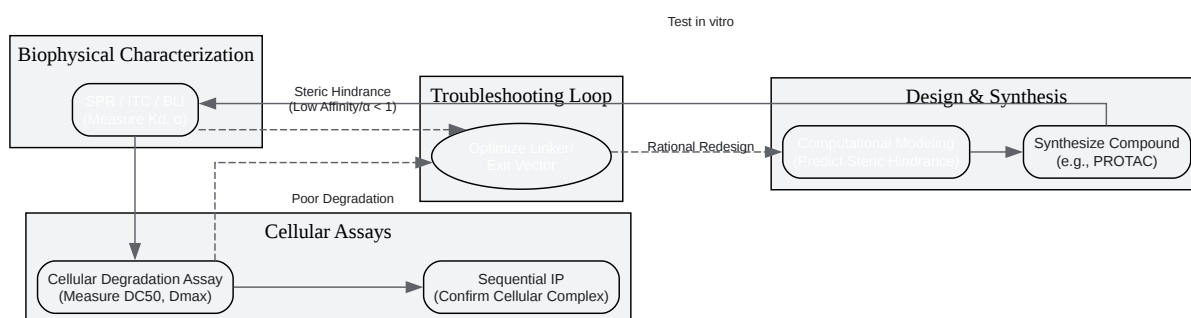 Test in vitro
Biophysical Characterization
SPR / ITC / BLI
(Measure Kd, α)
Steric Hindrance
(Low Affinity/α < 1)
Troubleshooting Loop
Optimize Linker/
Exit Vector
Rational Redesign
Design & Synthesis
Computational Modeling
(Predict Steric Hindrance)
Synthesize Compound
(e.g., PROTAC)
Poor Degradation
Cellular Assays
Cellular Degradation Assay
(Measure DC50, Dmax)
Sequential IP
(Confirm Cellular Complex)